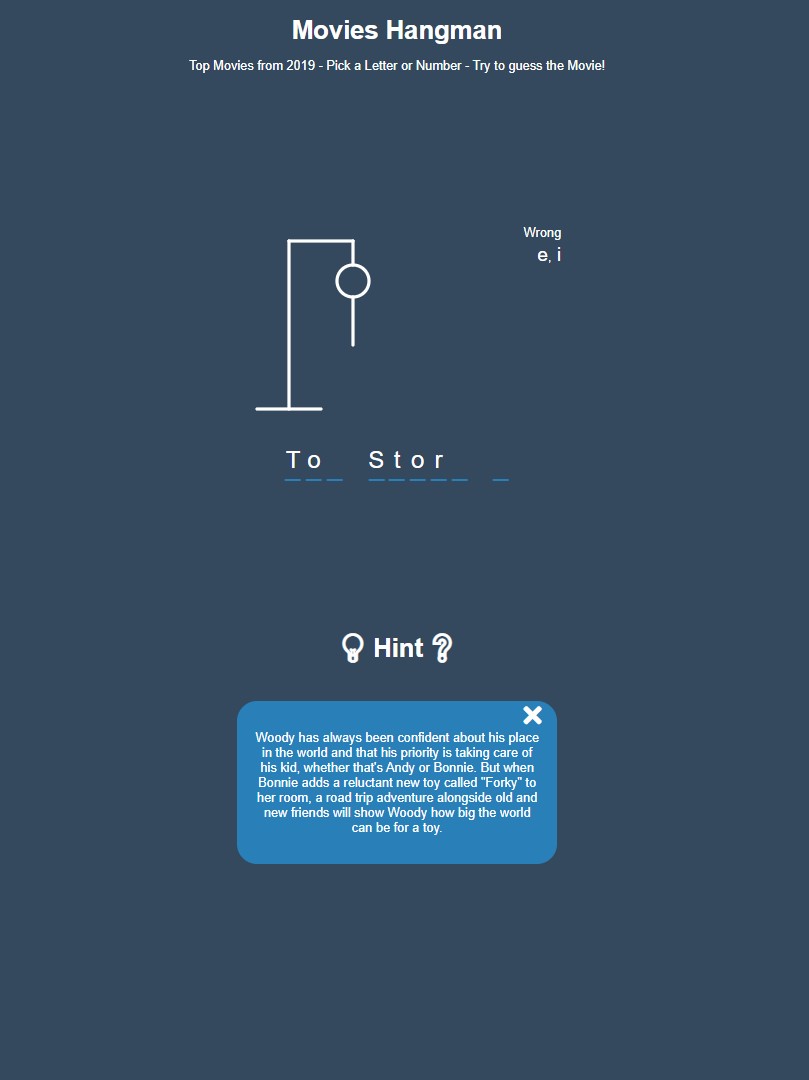 Movies Hangman
Top Movies from 2019 - Pick a Letter or Number - Try to guess the Movie!
Wrong
e, i
To_ Stor_ _
Hint
Woody has always been confident about his place
in the world and that his priority is taking care of
his kid, whether that's Andy or Bonnie. But when
Bonnie adds a reluctant new toy called "Forky" to
her room, a road trip adventure alongside old and
new friends will show Woody how big the world
can be for a toy.